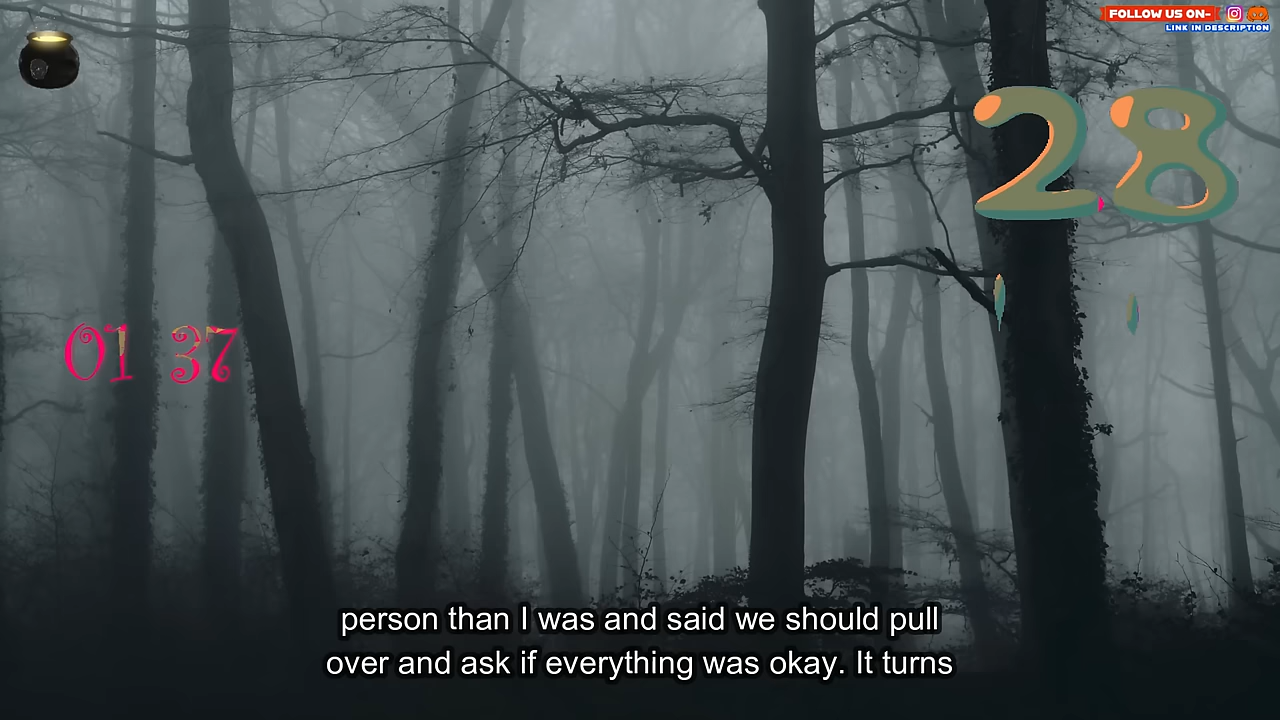 FOLLOW US ON-
LINK IN DESCRIPTION
28
01 37
person than I was and said we should pull
over and ask if everything was okay. It turns